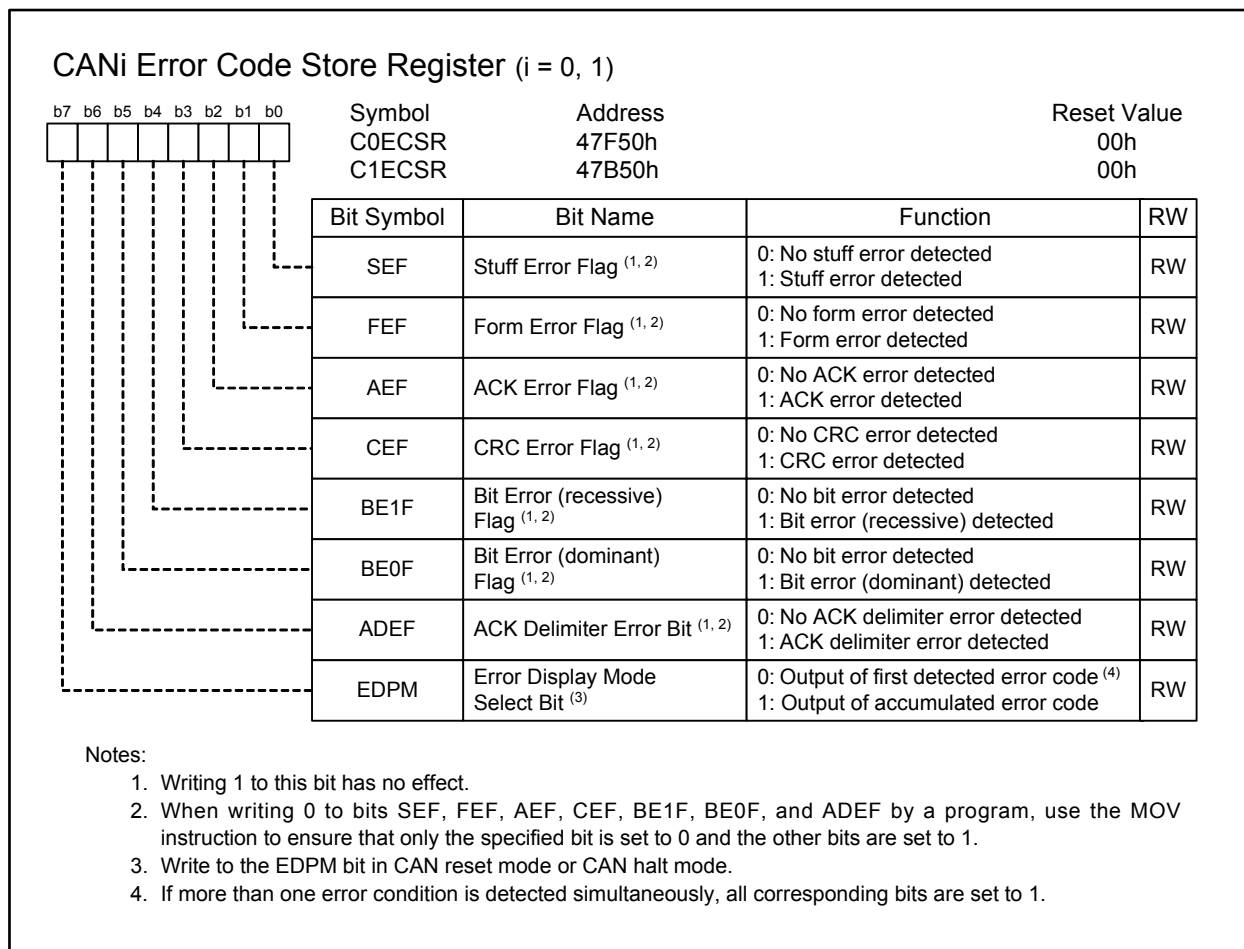 CANi Error Code Store Register (i = 0, 1)
b7 b6 b5 b4 b3 b2 b1 b0
Symbol Address Reset Value
C0ECSR 47F50h 00h
C1ECSR 47B50h 00h
Bit Symbol Bit Name Function RW
SEF Stuff Error Flag (1, 2) 0: No stuff error detected RW
1: Stuff error detected
FEF Form Error Flag (1, 2) 0: No form error detected RW
1: Form error detected
AEF ACK Error Flag (1, 2) 0: No ACK error detected RW
1: ACK error detected
CEF CRC Error Flag (1, 2) 0: No CRC error detected RW
1: CRC error detected
BE1F Bit Error (recessive) 0: No bit error detected RW
Flag (1, 2) 1: Bit error (recessive) detected
BE0F Bit Error (dominant) 0: No bit error detected RW
Flag (1, 2) 1: Bit error (dominant) detected
ADEF ACK Delimiter Error Bit (1, 2) 0: No ACK delimiter error detected RW
1: ACK delimiter error detected
EDPM Error Display Mode 0: Output of first detected error code (4) RW
Select Bit (3) 1: Output of accumulated error code
Notes:
1. Writing 1 to this bit has no effect.
2. When writing 0 to bits SEF, FEF, AEF, CEF, BE1F, BE0F, and ADEF by a program, use the MOV
instruction to ensure that only the specified bit is set to 0 and the other bits are set to 1.
3. Write to the EDPM bit in CAN reset mode or CAN halt mode.
4. If more than one error condition is detected simultaneously, all corresponding bits are set to 1.